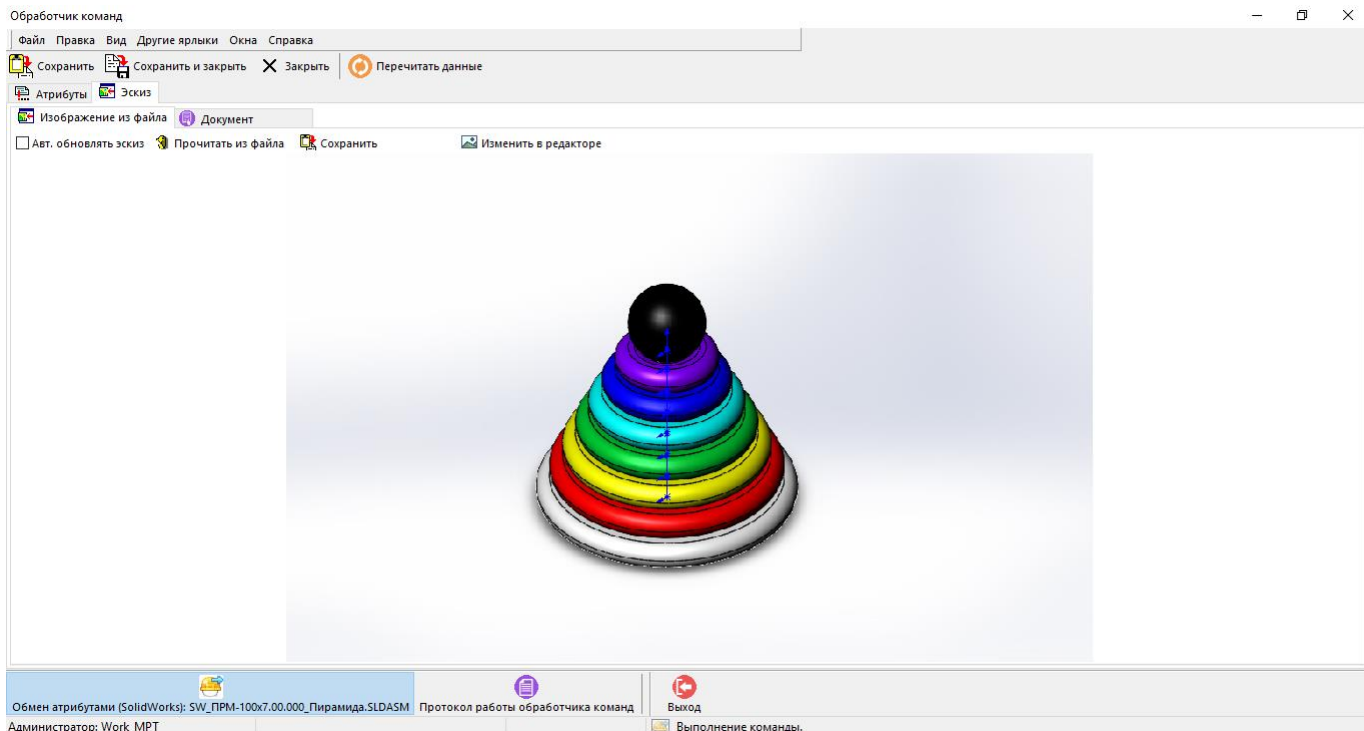 Обработчик команд
Файл Правка Вид Другие ярлыки Окна Справка
Сохранить Сохранить и закрыть Закрыть Перечитать данные
Атрибуты Эскиз
Изображение из файла Документ
Авт. обновлять эскиз Прочитать из файла Сохранить Изменить в редакторе
Обмен атрибутами (SolidWorks): SW_ПРМ-100x7.00.000_Пирамида.SLDASM Протокол работы обработчика команд Выход
Администратор: Work_MPT Выполнение команды.